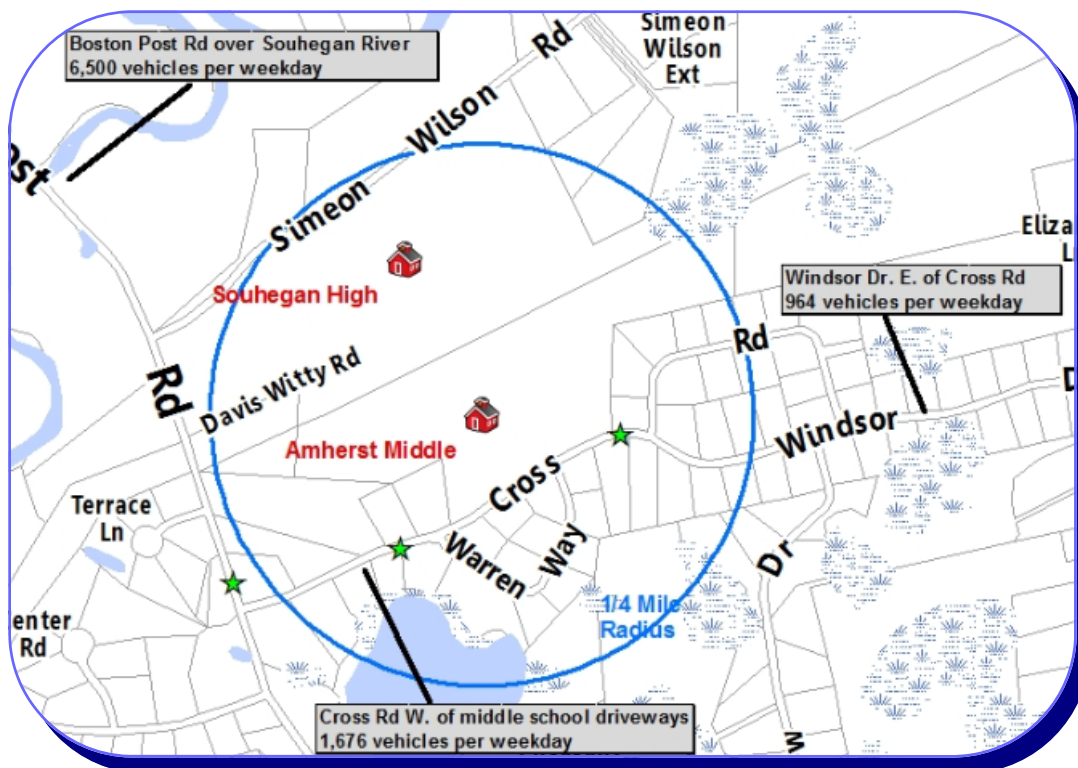 Boston Post Rd over Souhegan River
6,500 vehicles per weekday
Simeon
Wilson
Ext
Simeon Wilson Rd
ost
Rd
Eliza
L
Windsor Dr. E. of Cross Rd
964 vehicles per weekday
Souhegan High
Davis Witty Rd
Rd
D
Windsor
Amherst Middle
Cross
Terrace
Ln
Warren
Way
Dr
1/4 Mile
Radius
enter
Rd
Cross Rd W. of middle school driveways
1,676 vehicles per weekday
W